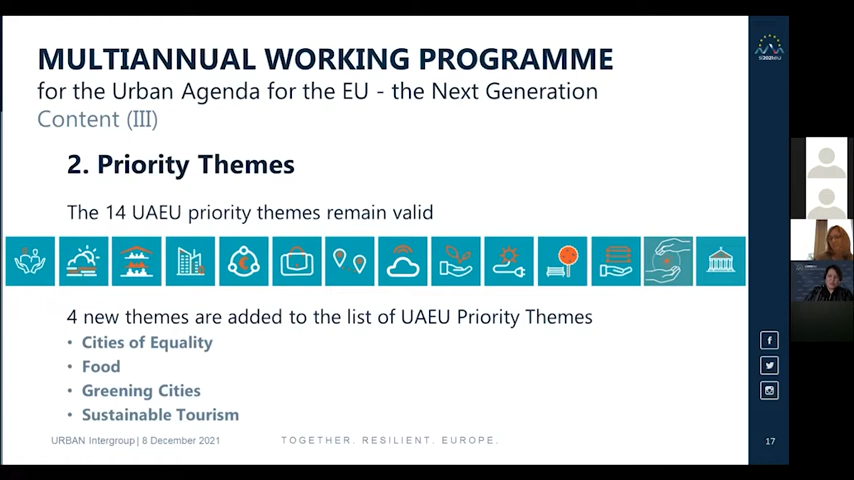 MULTIANNUAL WORKING PROGRAMME
for the Urban Agenda for the EU - the Next Generation
Content (III)
2. Priority Themes
The 14 UAEU priority themes remain valid
4 new themes are added to the list of UAEU Priority Themes
• Cities of Equality
• Food
• Greening Cities
• Sustainable Tourism
URBAN Intergroup| 8 December 2021
TOGETHER. RESILIENT. EUROPE.
17